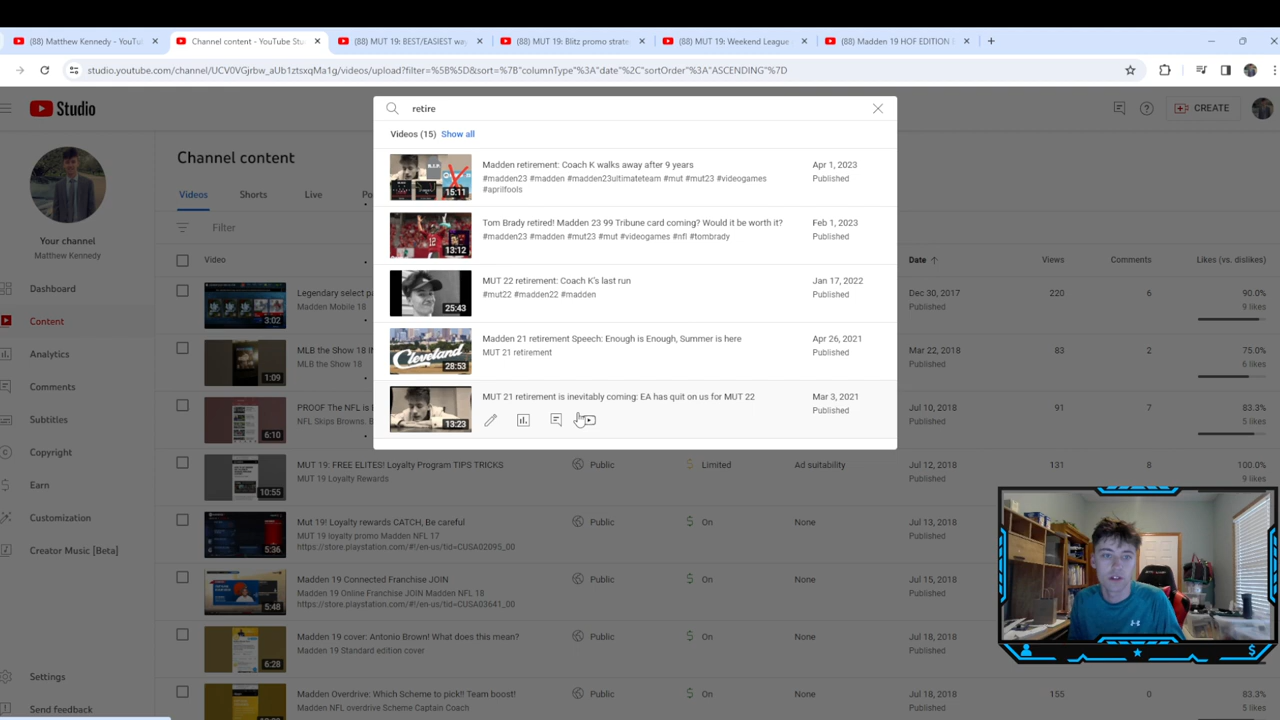 (88) Matthew Kennedy - YouTu
Channel content - YouTube Stu
(88) MUT 19: BEST/EASIEST way
(88) MUT 19: Blitz promo strate
(88) MUT 19: Weekend League
(88) Madden 19 HOF EDITION
studio.youtube.com/channel/UCV0VGjrbw_aUb1ztsxqMa1g/videos/upload?filter=%5B%5D&sort=%7B"columnType"%3A"date"%2C"sortOrder"%3A"ASCENDING"%7D
Studio
CREATE
retire
Videos (15) Show all
Madden retirement: Coach K walks away after 9 years
#madden23 #madden #madden23ultimateteam #mut #mut23 #videogames
#aprilfools
Apr 1, 2023
Published
15:11
Tom Brady retired! Madden 23 99 Tribune card coming? Would it be worth it?
#madden23 #madden #mut23 #mut #videogames #nfl #tombrady
Feb 1, 2023
Published
13:12
MUT 22 retirement: Coach K's last run
#mut22 #madden22 #madden
Jan 17, 2022
Published
25:43
Madden 21 retirement Speech: Enough is Enough, Summer is here
MUT 21 retirement
Apr 26, 2021
Published
Cleveland
28:53
MUT 21 retirement is inevitably coming: EA has quit on us for MUT 22
Mar 3, 2021
Published
13:23
Your channel
Matthew Kennedy
Dashboard
Content
Analytics
Comments
Subtitles
Copyright
Earn
Customization
Creator Music [Beta]
Settings
Send feedback
Channel content
Videos
Shorts
Live
Po
Filter
Video
Date
Views
Comments
Likes (vs. dislikes)
Legendary select p
Madden Mobile 18
3:02
Dec 30, 2017
220
6
90.0%
9 likes
MLB the Show 18 I
MLB the Show 18
1:09
Mar 22, 2018
83
2
75.0%
6 likes
PROOF The NFL is
NFL Skips Browns. B
6:10
Jul 10, 2018
91
7
83.3%
5 likes
MUT 19: FREE ELITES! Loyalty Program TIPS TRICKS
MUT 19 Loyalty Rewards
10:55
Public
Limited
Ad suitability
Jul 12, 2018
131
8
100.0%
9 likes
Mut 19! Loyalty rewards CATCH, Be careful
MUT 19 loyalty promo Madden NFL 17
https://store.playstation.com/#!/en-us/tid=CUSA02095_00
5:36
Public
On
None
Jul 13, 2018
Madden 19 Connected Franchise JOIN
Madden 19 Online Franchise JOIN Madden NFL 18
https://store.playstation.com/#!/en-us/tid=CUSA03641_00
5:48
Public
On
None
Jul 15, 2018
Madden 19 cover: Antonio Brown! What does this mean?
Madden 19 Standard edition cover
6:28
Public
On
None
Jul 18, 2018
Madden Overdrive: Which Scheme to pick!! Team boost!
Madden NFL overdrive Scheme Captain Coach
Public
On
None
Jul 18, 2018
155
0
83.3%
5 likes